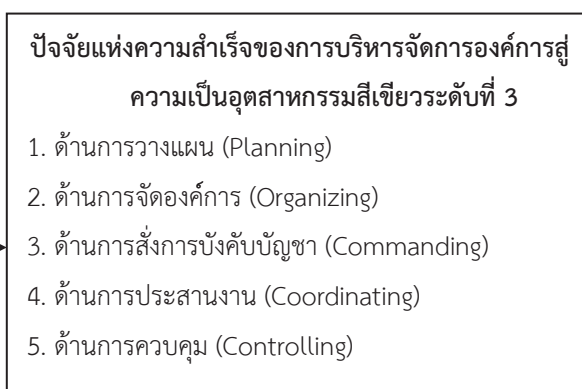 ปัจจัยแห่งความสำเร็จของการบริหารจัดการองค์การสู่
ความเป็นอุตสาหกรรมสีเขียวระดับที่ 3
1. ด้านการวางแผน (Planning)
2. ด้านการจัดองค์การ (Organizing)
3. ด้านการสั่งการบังคับบัญชา (Commanding)
4. ด้านการประสานงาน (Coordinating)
5. ด้านการควบคุม (Controlling)